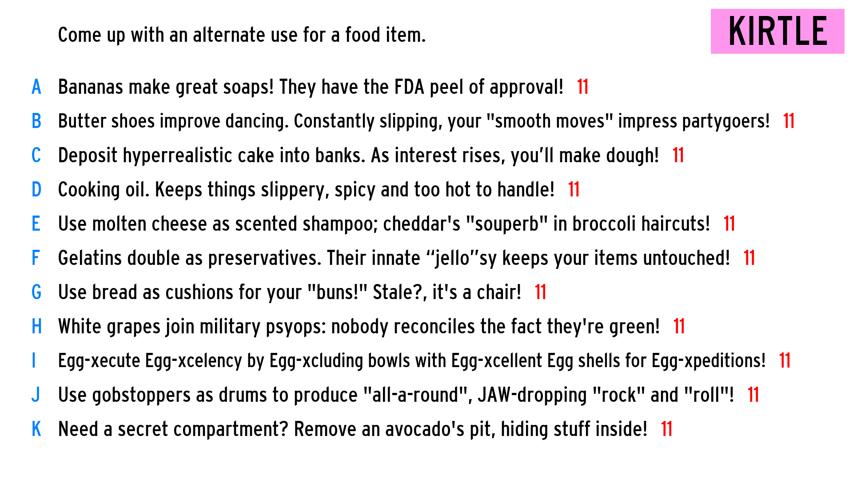 Come up with an alternate use for a food item.
KIRTLE
A Bananas make great soaps! They have the FDA peel of approval! 11
B Butter shoes improve dancing. Constantly slipping, your "smooth moves" impress partygoers! 11
C Deposit hyperrealistic cake into banks. As interest rises, you’ll make dough! 11
D Cooking oil. Keeps things slippery, spicy and too hot to handle! 11
E Use molten cheese as scented shampoo; cheddar's "souperb" in broccoli haircuts! 11
F Gelatins double as preservatives. Their innate “jello”sy keeps your items untouched! 11
G Use bread as cushions for your "buns!" Stale?, it's a chair! 11
H White grapes join military psyops: nobody reconciles the fact they're green! 11
I Egg-xecute Egg-xcelency by Egg-xcluding bowls with Egg-xcellent Egg shells for Egg-xpeditions! 11
J Use gobstoppers as drums to produce "all-a-round", JAW-dropping "rock" and "roll"! 11
K Need a secret compartment? Remove an avocado's pit, hiding stuff inside! 11